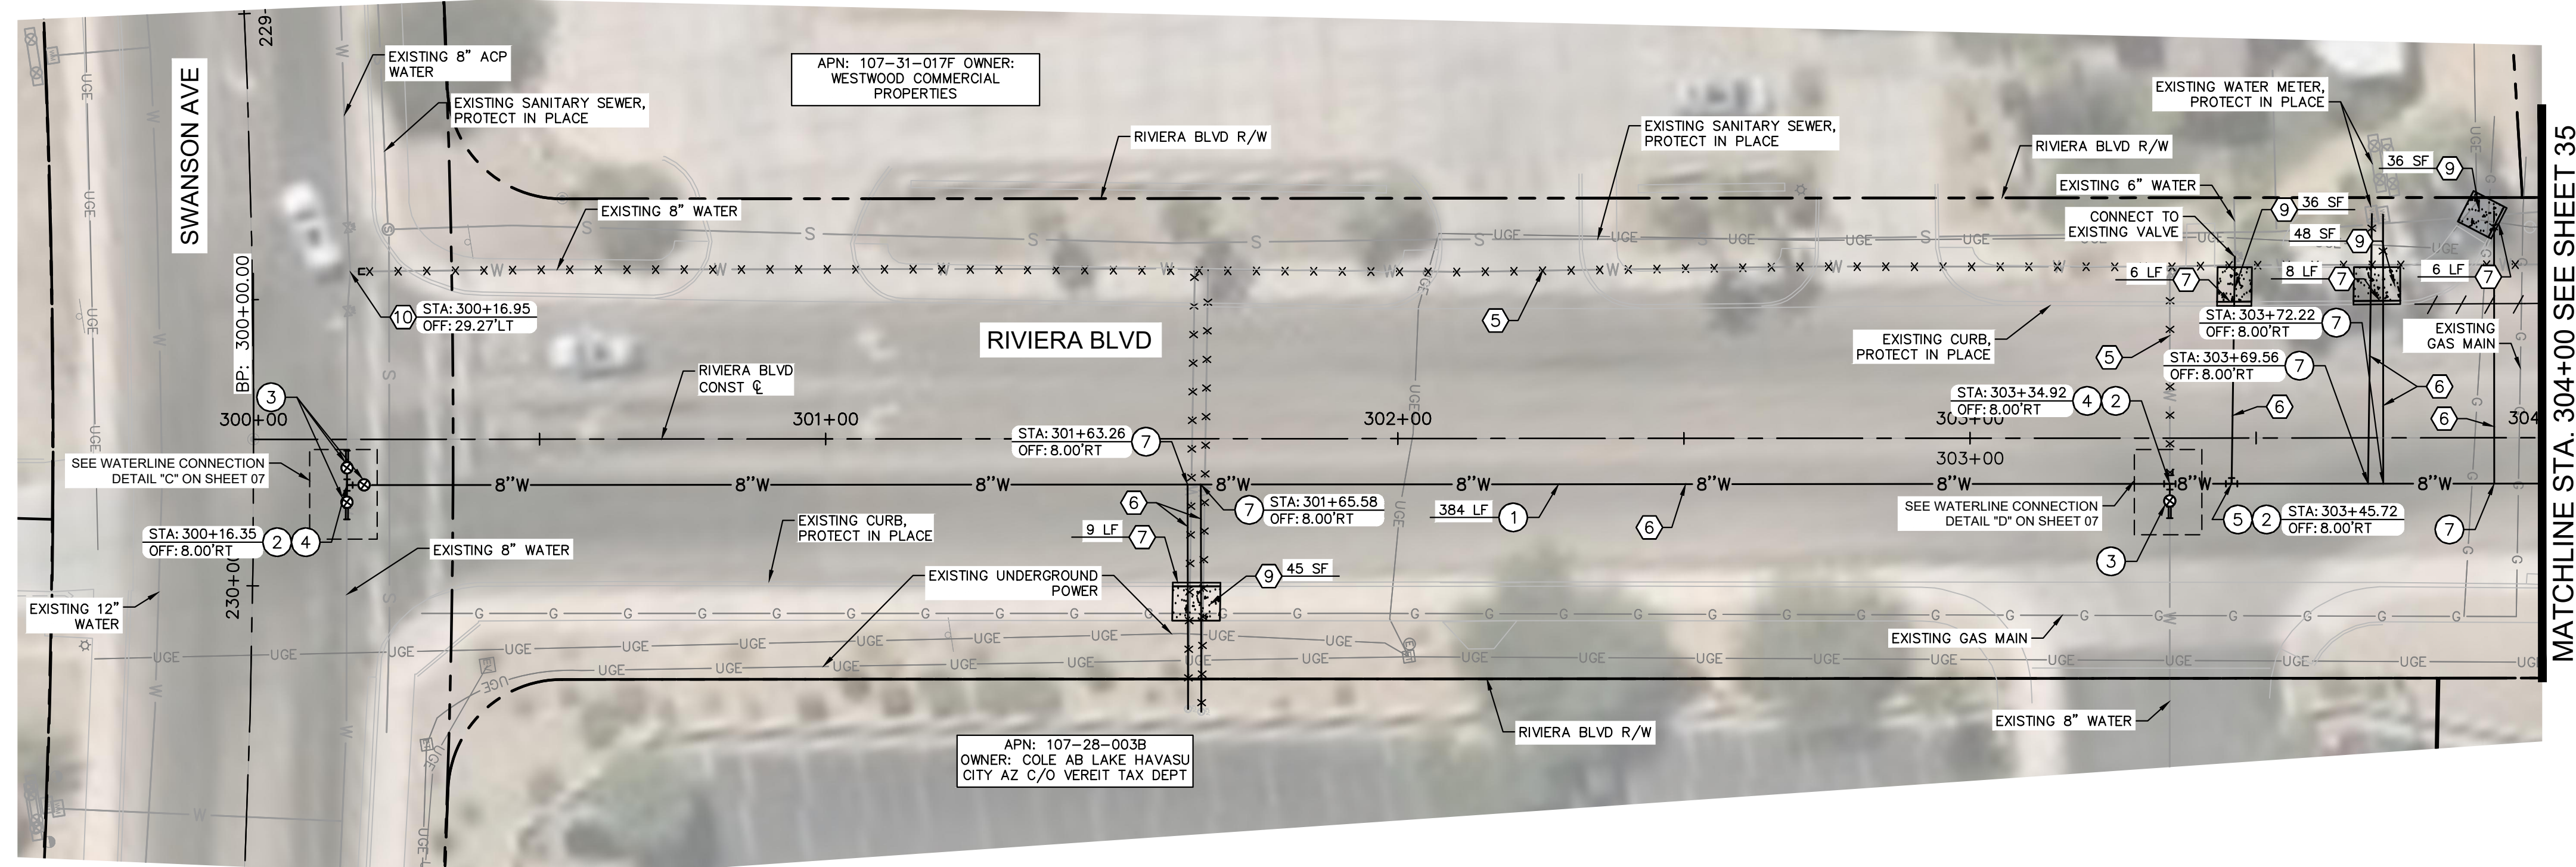 229+
SWANSON AVE
EXISTING 8" ACP
WATER
EXISTING SANITARY SEWER,
PROTECT IN PLACE
APN: 107-31-017F OWNER:
WESTWOOD COMMERCIAL
PROPERTIES
RIVIERA BLVD R/W
EXISTING SANITARY SEWER,
PROTECT IN PLACE
EXISTING WATER METER,
PROTECT IN PLACE
RIVIERA BLVD R/W
36 SF 9
EXISTING 6" WATER
9 36 SF
CONNECT TO
EXISTING VALVE
48 SF 9
EXISTING 8" WATER
6 LF 7
8 LF 7
6 LF 7
10 STA: 300+16.95
OFF: 29.27'LT
BP: 300+00.00
RIVIERA BLVD
5
EXISTING CURB,
PROTECT IN PLACE
STA: 303+72.22 7
OFF: 8.00'RT
EXISTING
GAS MAIN
5
STA: 303+69.56 7
OFF: 8.00'RT
RIVIERA BLVD
CONST ℄
3
6
STA: 303+34.92 4 2
OFF: 8.00'RT
6
6
300+00
301+00
302+00
303+00
304
303+00
STA: 301+63.26 7
OFF: 8.00'RT
SEE WATERLINE CONNECTION
DETAIL "C" ON SHEET 07
8"W 8"W 8"W 8"W 8"W 8"W 8"W 8"W 8"W
6
7 STA: 301+65.58
OFF: 8.00'RT
384 LF 1
6
SEE WATERLINE CONNECTION
DETAIL "D" ON SHEET 07
5 2 STA: 303+45.72
OFF: 8.00'RT
7
STA: 300+16.35 2 4
OFF: 8.00'RT
EXISTING 8" WATER
EXISTING CURB,
PROTECT IN PLACE
9 LF 7
3
230+00
EXISTING UNDERGROUND
POWER
9 45 SF
EXISTING 12"
WATER
EXISTING GAS MAIN
EXISTING 8" WATER
RIVIERA BLVD R/W
APN: 107-28-003B
OWNER: COLE AB LAKE HAVASU
CITY AZ C/O VEREIT TAX DEPT
MATCHLINE STA. 304+00 SEE SHEET 35